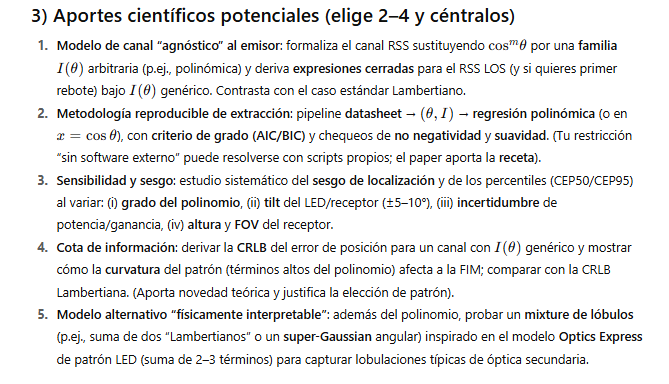 3) Aportes científicos potenciales (elige 2–4 y céntralos)
1. Modelo de canal “agnóstico” al emisor: formaliza el canal RSS sustituyendo cosᵐθ por una familia
I(θ) arbitraria (p.ej., polinómica) y deriva expresiones cerradas para el RSS LOS (y si quieres primer
rebote) bajo I(θ) genérico. Contrasta con el caso estándar Lambertiano.
2. Metodología reproducible de extracción: pipeline datasheet → (θ, I) → regresión polinómica (o en
x = cos θ), con criterio de grado (AIC/BIC) y chequeos de no negatividad y suavidad. (Tu restricción
“sin software externo” puede resolverse con scripts propios; el paper aporta la receta).
3. Sensibilidad y sesgo: estudio sistemático del sesgo de localización y de los percentiles (CEP50/CEP95)
al variar: (i) grado del polinomio, (ii) tilt del LED/receptor (±5–10°), (iii) incertidumbre de
potencia/ganancia, (iv) altura y FOV del receptor.
4. Cota de información: derivar la CRLB del error de posición para un canal con I(θ) genérico y mostrar
cómo la curvatura del patrón (términos altos del polinomio) afecta a la FIM; comparar con la CRLB
Lambertiana. (Aporta novedad teórica y justifica la elección de patrón).
5. Modelo alternativo “físicamente interpretable”: además del polinomio, probar un mixture de lóbulos
(p.ej., suma de dos “Lambertianos” o un super-Gaussian angular) inspirado en el modelo Optics Express
de patrón LED (suma de 2–3 términos) para capturar lobulaciones típicas de óptica secundaria.